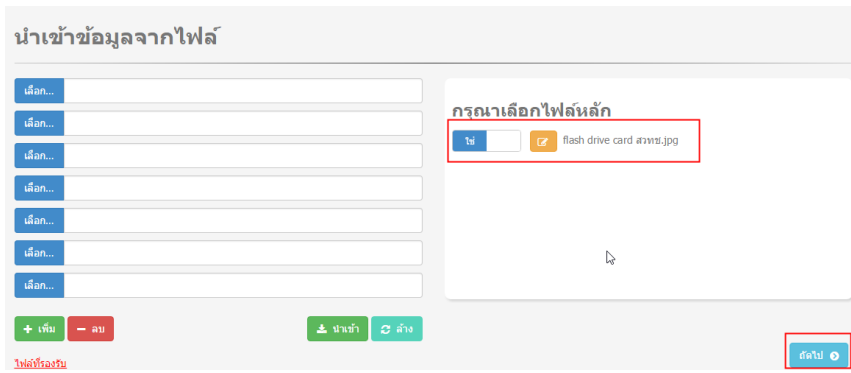 นำเข้าข้อมูลจากไฟล์
เลือก...
เลือก...
เลือก...
เลือก...
เลือก...
เลือก...
เลือก...
เพิ่ม ลบ นำเข้า ล้าง
ไฟล์ที่รองรับ
กรุณาเลือกไฟล์หลัก
ใช่ flash drive card สวทช.jpg
ถัดไป